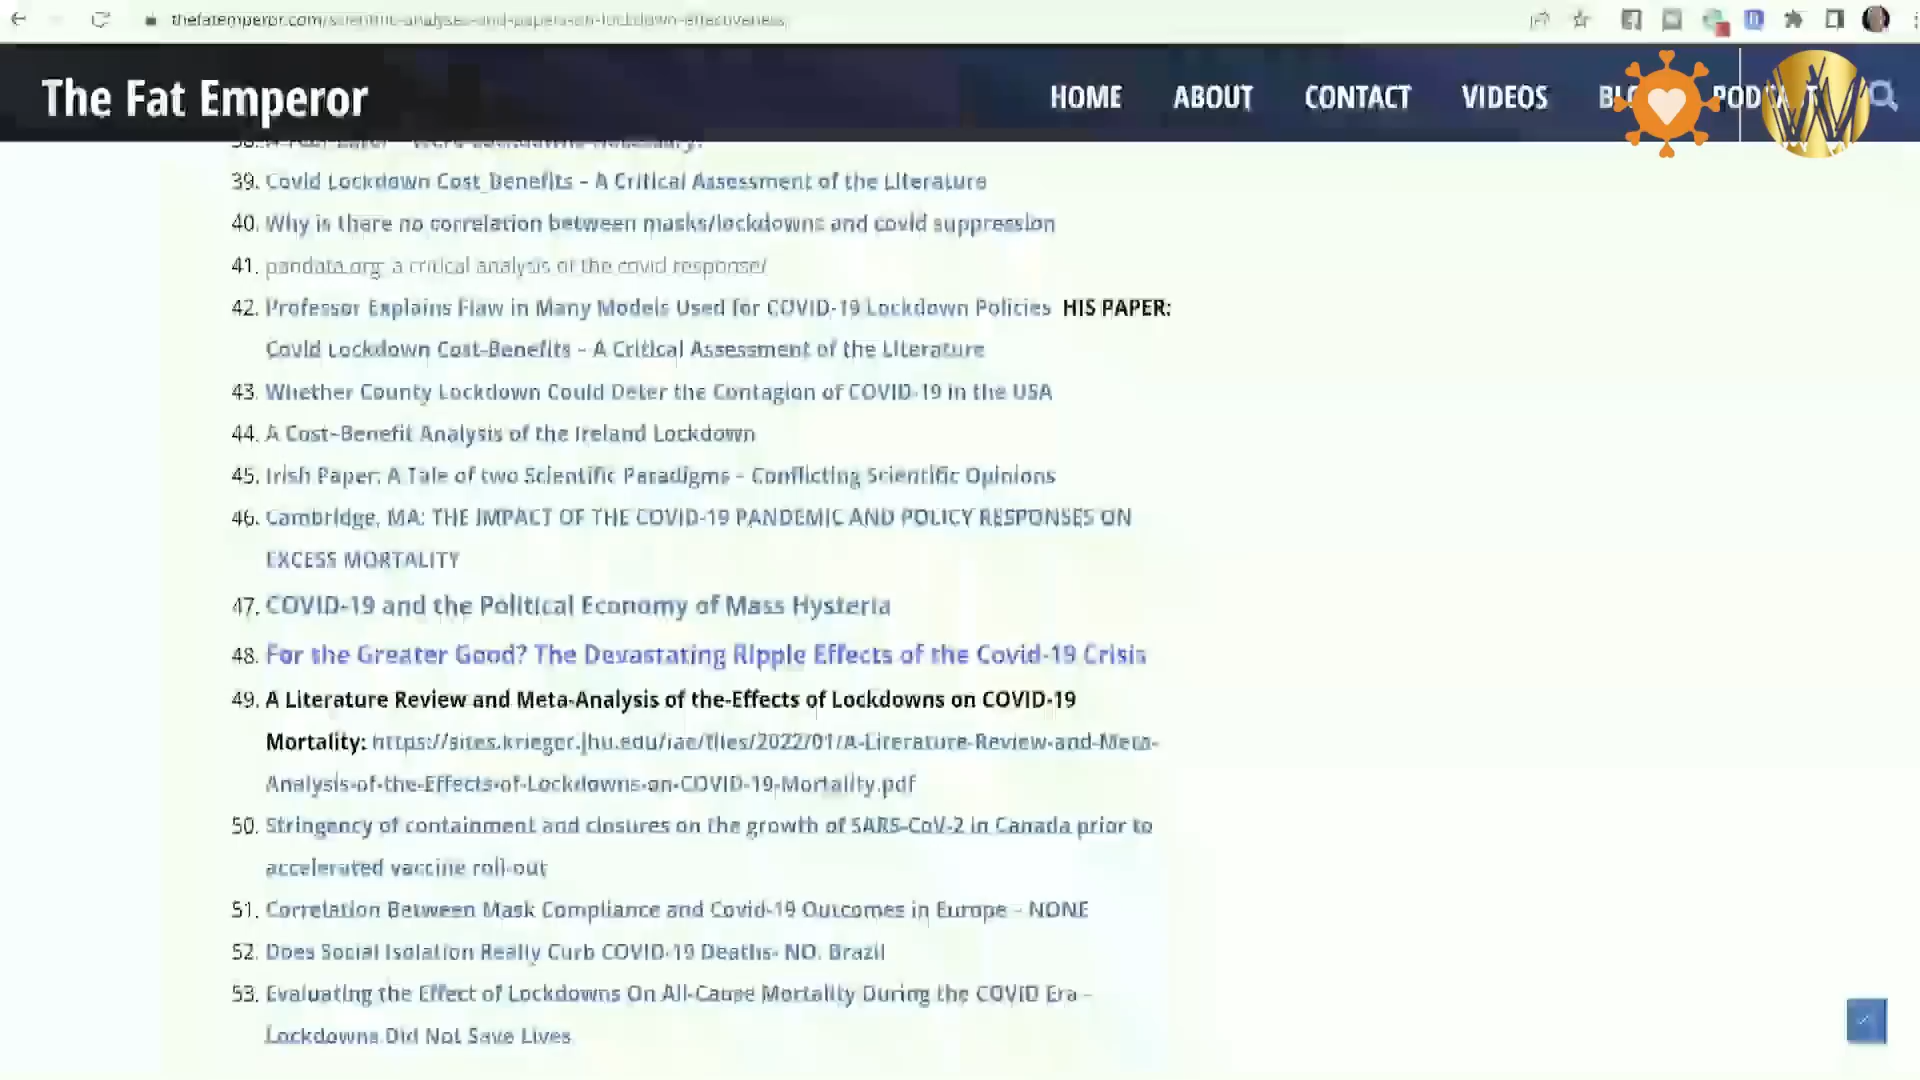 thefatemperor.com/scientific-analyses-and-papers-on-lockdown-effectiveness
The Fat Emperor
HOME ABOUT CONTACT VIDEOS PODCAST
39. Covid Lockdown Cost_Benefits – A Critical Assessment of the Literature
40. Why is there no correlation between masks/lockdowns and covid suppression
41. pandata.org: a critical analysis of the covid response/
42. Professor Explains Flaw in Many Models Used for COVID-19 Lockdown Policies HIS PAPER:
Covid Lockdown Cost-Benefits – A Critical Assessment of the Literature
43. Whether County Lockdown Could Deter the Contagion of COVID-19 in the USA
44. A Cost–Benefit Analysis of the Ireland Lockdown
45. Irish Paper: A Tale of two Scientific Paradigms – Conflicting Scientific Opinions
46. Cambridge, MA: THE IMPACT OF THE COVID-19 PANDEMIC AND POLICY RESPONSES ON
EXCESS MORTALITY
47. COVID-19 and the Political Economy of Mass Hysteria
48. For the Greater Good? The Devastating Ripple Effects of the Covid-19 Crisis
49. A Literature Review and Meta-Analysis of the-Effects of Lockdowns on COVID-19
Mortality: https://sites.krieger.jhu.edu/iae/files/2022/01/A-Literature-Review-and-Meta-
Analysis-of-the-Effects-of-Lockdowns-on-COVID-19-Mortality.pdf
50. Stringency of containment and closures on the growth of SARS-CoV-2 in Canada prior to
accelerated vaccine roll-out
51. Correlation Between Mask Compliance and Covid-19 Outcomes in Europe – NONE
52. Does Social Isolation Really Curb COVID-19 Deaths- NO. Brazil
53. Evaluating the Effect of Lockdowns On All-Cause Mortality During the COVID Era –
Lockdowns Did Not Save Lives